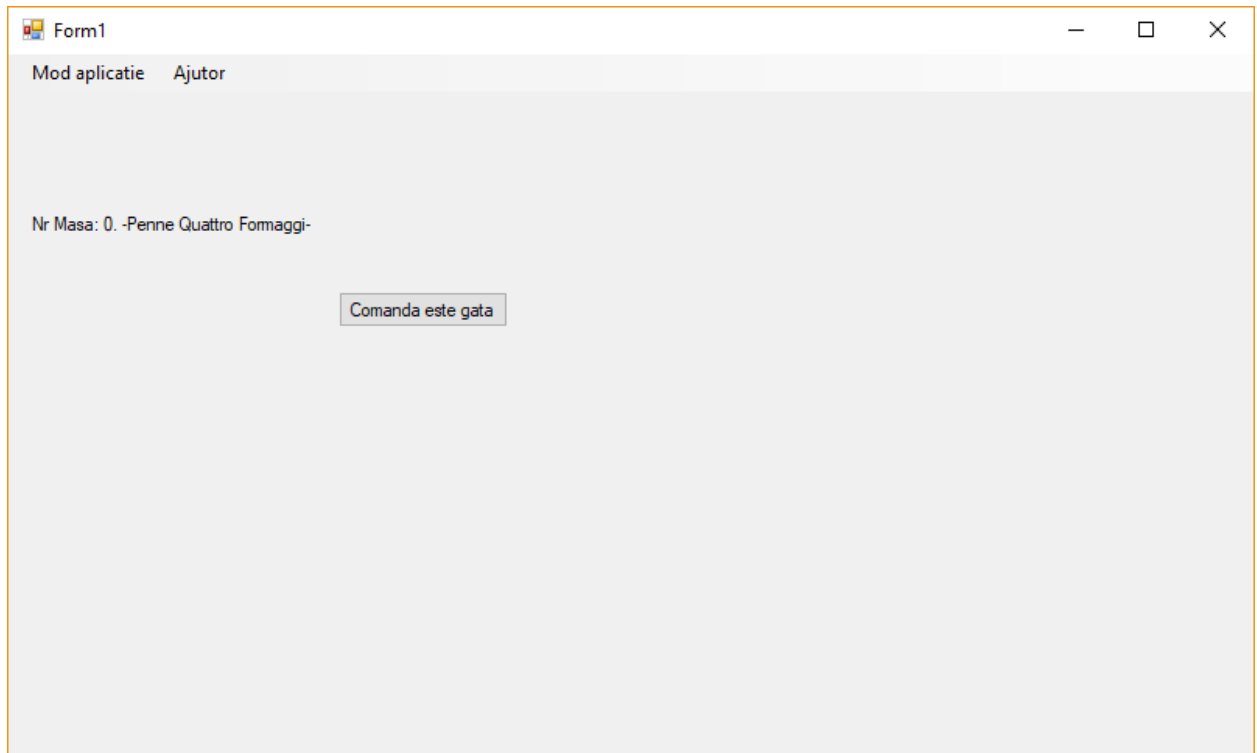 Form1
Mod aplicatie Ajutor
Nr Masa: 0. -Penne Quattro Formaggi-
Comanda este gata